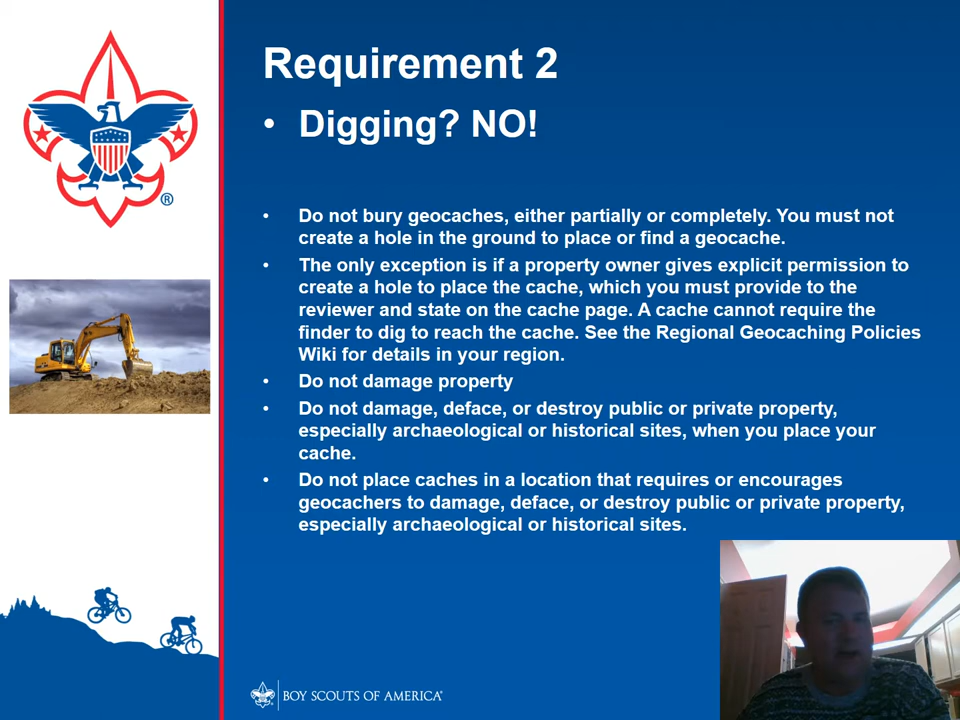 Requirement 2
• Digging? NO!
• Do not bury geocaches, either partially or completely. You must not
create a hole in the ground to place or find a geocache.
• The only exception is if a property owner gives explicit permission to
create a hole to place the cache, which you must provide to the
reviewer and state on the cache page. A cache cannot require the
finder to dig to reach the cache. See the Regional Geocaching Policies
Wiki for details in your region.
• Do not damage property
• Do not damage, deface, or destroy public or private property,
especially archaeological or historical sites, when you place your
cache.
• Do not place caches in a location that requires or encourages
geocachers to damage, deface, or destroy public or private property,
especially archaeological or historical sites.
®
BOY SCOUTS OF AMERICA®